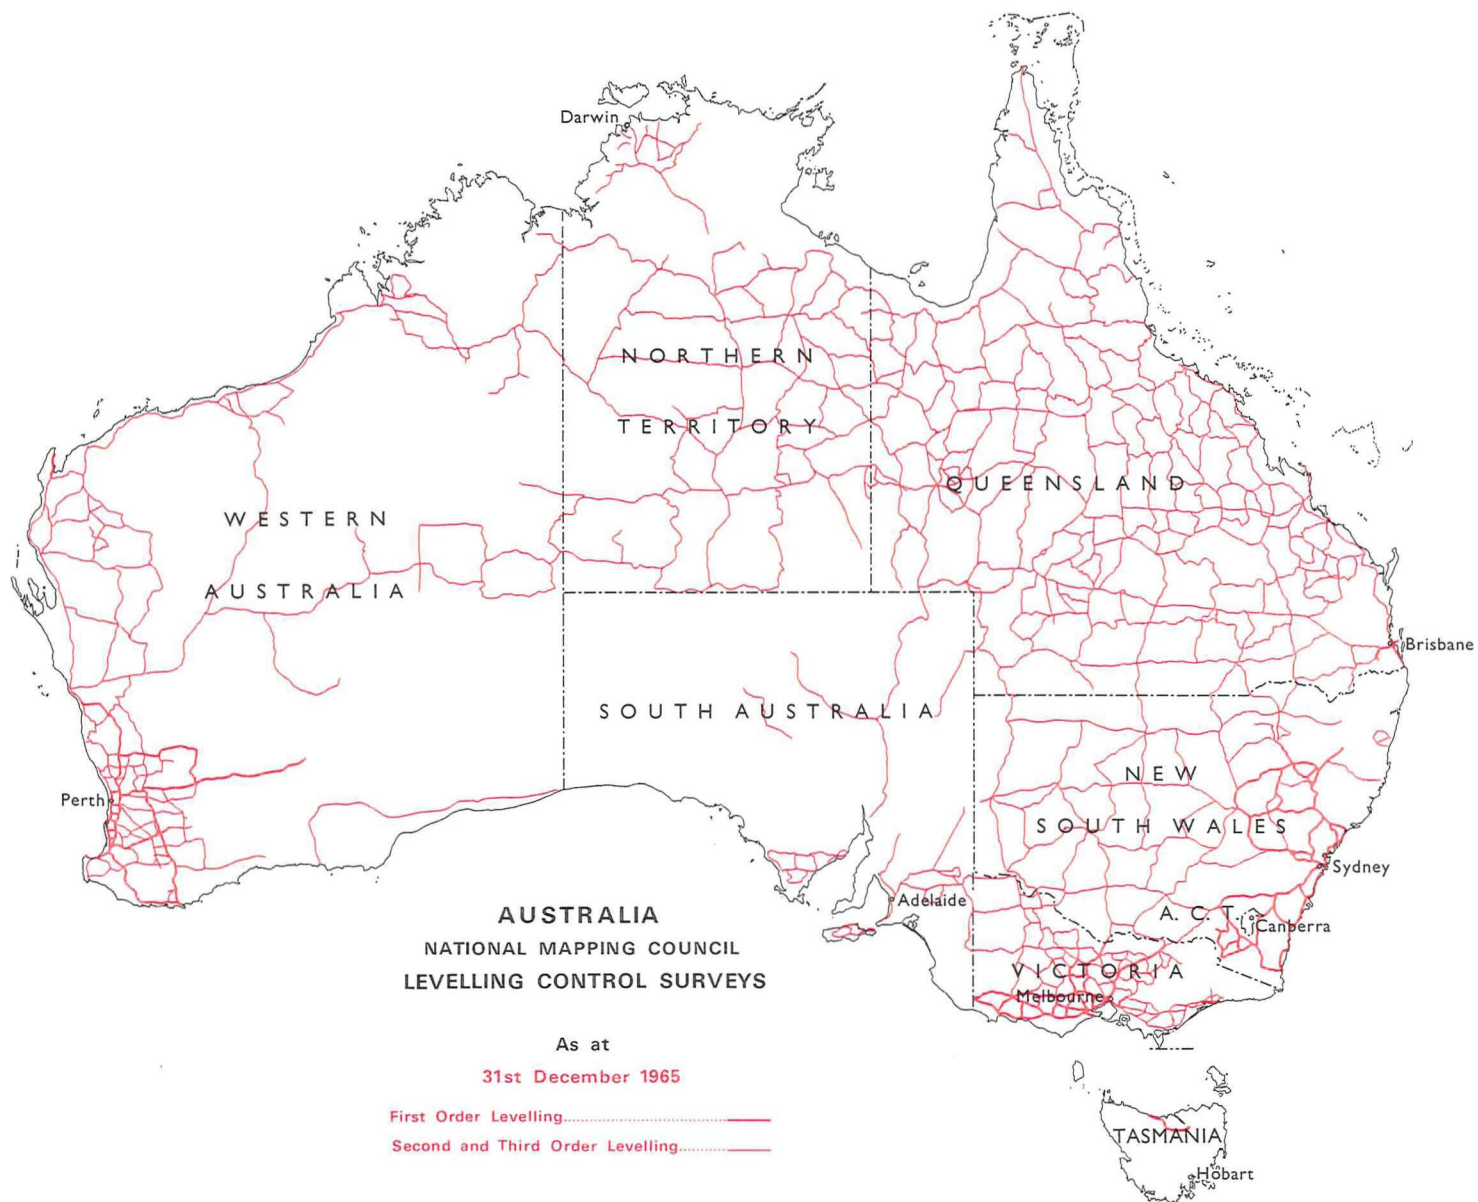 Darwin
NORTHERN
TERRITORY
QUEENSLAND
WESTERN
AUSTRALIA
Brisbane
SOUTH AUSTRALIA
NEW
SOUTH WALES
Perth
Sydney
Adelaide
A. C. T.
Canberra
VICTORIA
Melbourne
AUSTRALIA
NATIONAL MAPPING COUNCIL
LEVELLING CONTROL SURVEYS
As at
31st December 1965
First Order Levelling
Second and Third Order Levelling
TASMANIA
Hobart